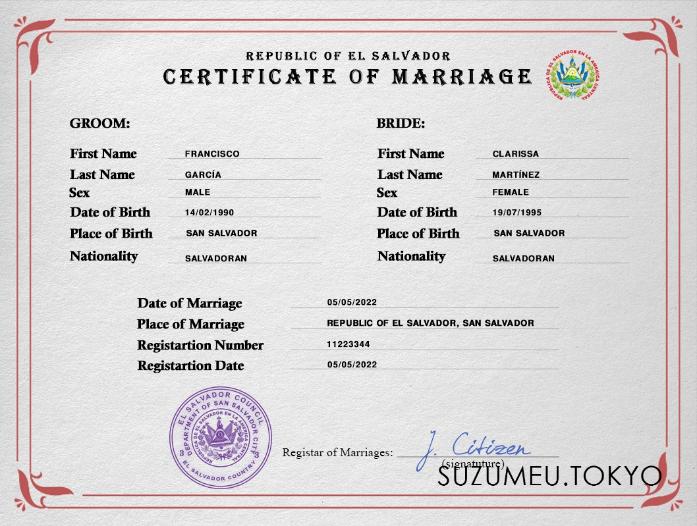 REPUBLIC OF EL SALVADOR
CERTIFICATE OF MARRIAGE
REPUBLICA DE EL SALVADOR EN LA AMERICA CENTRAL
GROOM: BRIDE:
First Name FRANCISCO First Name CLARISSA
Last Name GARCÍA Last Name MARTÍNEZ
Sex MALE Sex FEMALE
Date of Birth 14/02/1990 Date of Birth 19/07/1995
Place of Birth SAN SALVADOR Place of Birth SAN SALVADOR
Nationality SALVADORAN Nationality SALVADORAN
Date of Marriage 05/05/2022
Place of Marriage REPUBLIC OF EL SALVADOR, SAN SALVADOR
Registartion Number 11223344
Registartion Date 05/05/2022
EL SALVADOR COUNCIL
DEPARTMENT OF SAN SALVADOR CITY
EL SALVADOR COUNTRY
Registar of Marriages: J. Citizen
(signatuture)
SUZUMEU.TOKYO